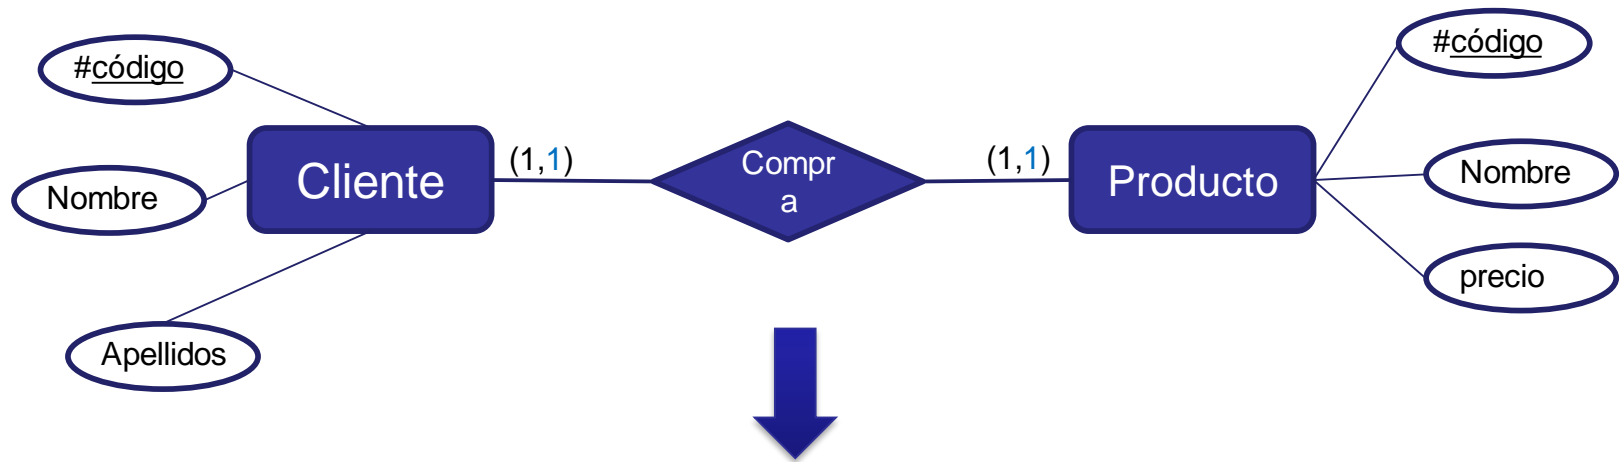 #código
Nombre
Apellidos
Cliente
(1,1)
Compr
a
(1,1)
Producto
#código
Nombre
precio